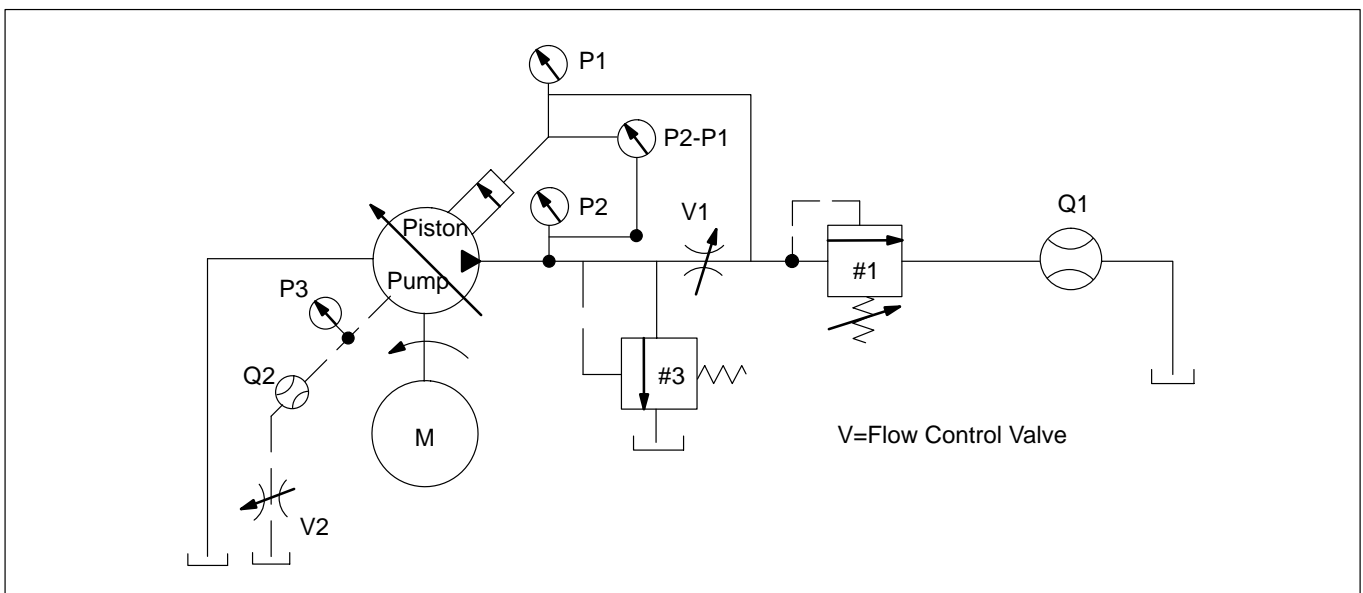 P1
P2-P1
P2
V1
Q1
Piston
Pump
#1
P3
Q2
#3
M
V=Flow Control Valve
V2